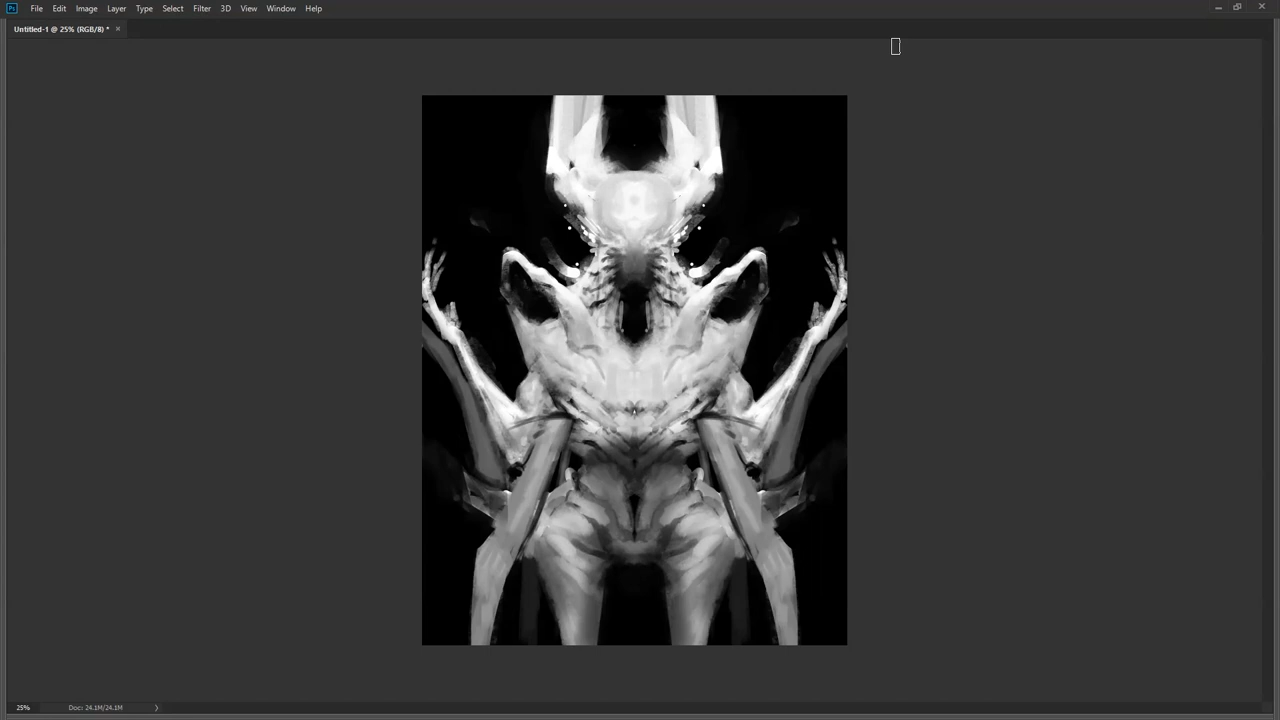 Ps File Edit Image Layer Type Select Filter 3D View Window Help
Untitled-1 @ 25% (RGB/8) *
25% Doc: 24.1M/24.1M